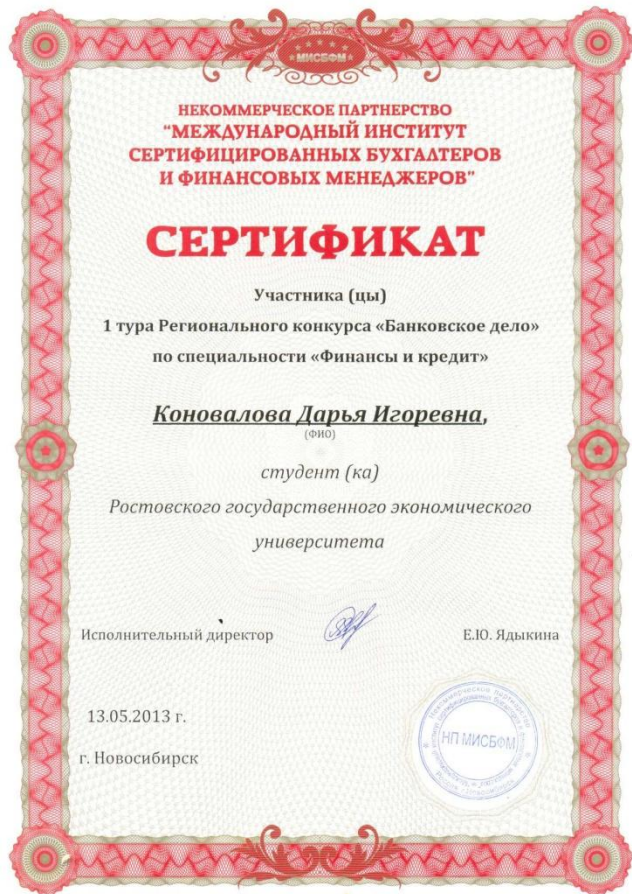 МИСБФМ
НЕКОММЕРЧЕСКОЕ ПАРТНЕРСТВО
"МЕЖДУНАРОДНЫЙ ИНСТИТУТ
СЕРТИФИЦИРОВАННЫХ БУХГАЛТЕРОВ
И ФИНАНСОВЫХ МЕНЕДЖЕРОВ"
СЕРТИФИКАТ
Участника (цы)
1 тура Регионального конкурса «Банковское дело»
по специальности «Финансы и кредит»
Коновалова Дарья Игоревна,
(ФИО)
студент (ка)
Ростовского государственного экономического
университета
Исполнительный директор Е.Ю. Ядыкина
13.05.2013 г.
г. Новосибирск
НП МИСБФМ